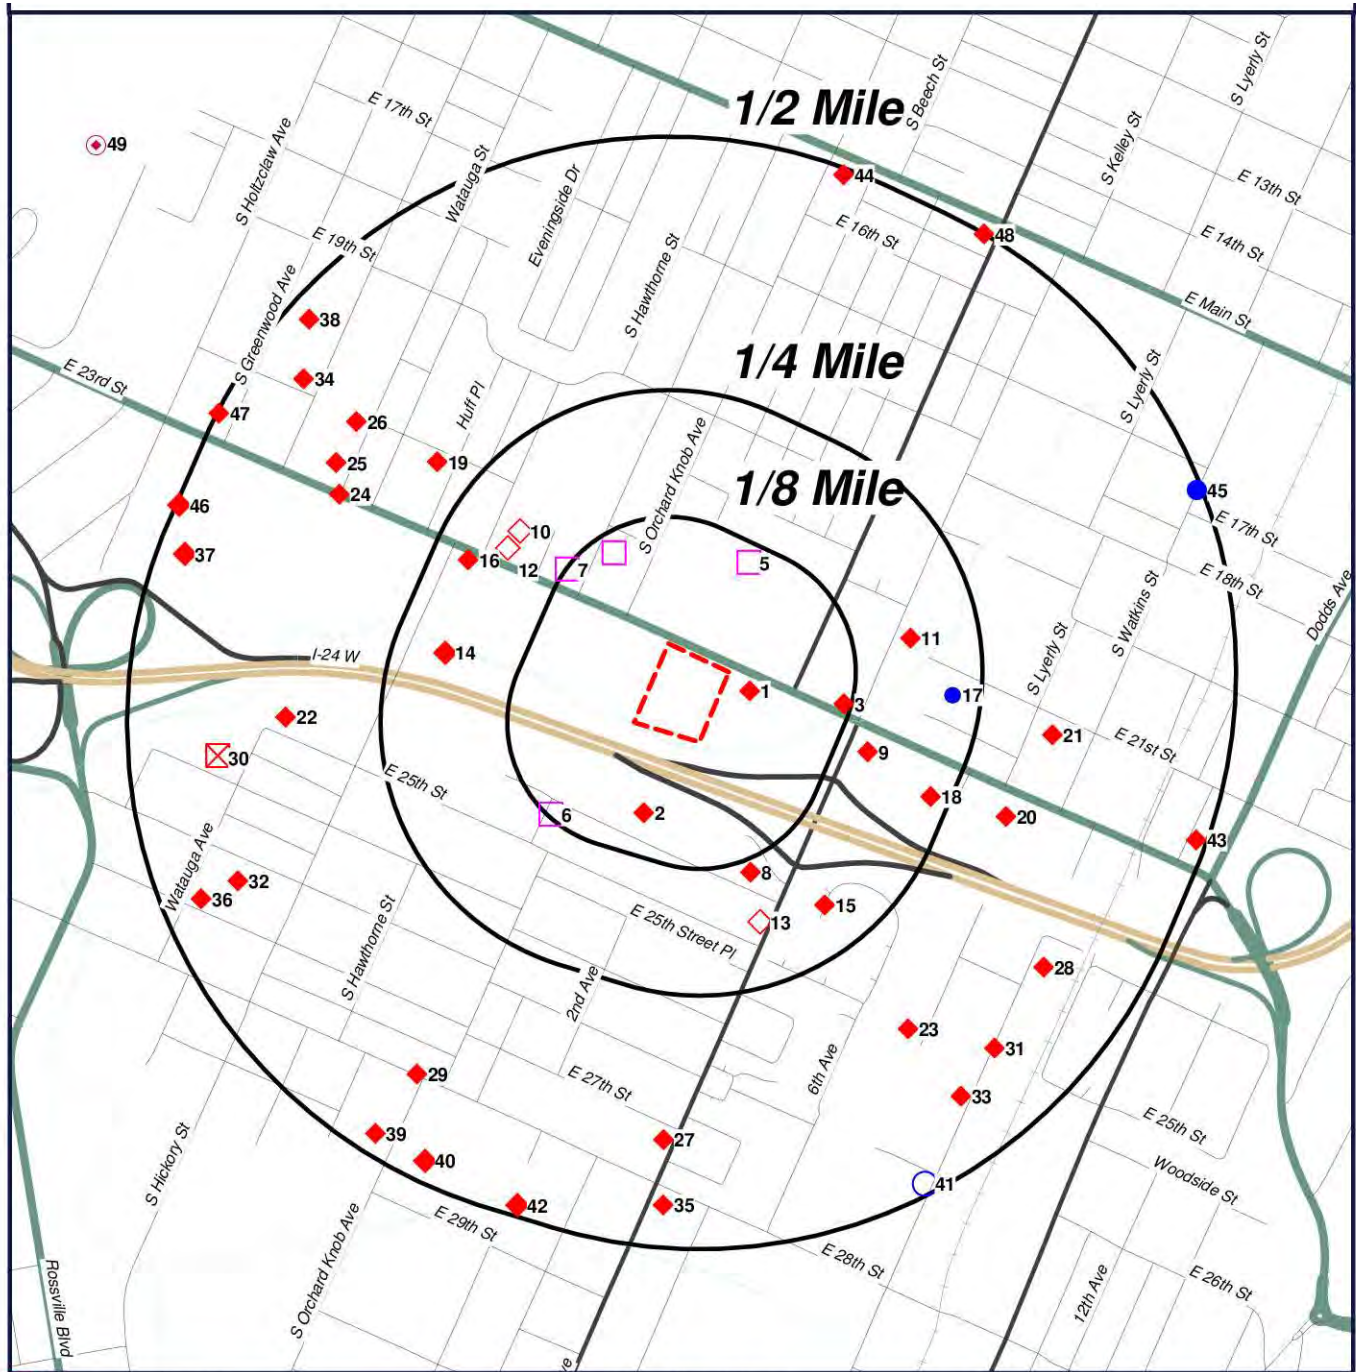 1/2 Mile
S Beech St
S Lyerly St
E 17th St
44
S Kelley St
49
S Holtzclaw Ave
Watauga St
Eveningside Dr
E 13th St
E 19th St
E 16th St
48
E 14th St
S Hawthorne St
S Greenwood Ave
38
E Main St
1/4 Mile
E 23rd St
34
S Lyerly St
47
26
Huff Pl
25
19
S Orchard Knob Ave
1/8 Mile
24
45
46
E 17th St
37
10
16
12
7
5
E 18th St
Dodds Ave
S Watkins St
11
I-24 W
14
S Lyerly St
1
17
3
22
21
E 21st St
30
9
E 25th St
18
6
2
20
43
Watauga Ave
32
8
36
15
E 25th Street Pl
13
S Hawthorne St
28
2nd Ave
23
31
29
6th Ave
E 27th St
33
E 25th St
39
27
40
Woodside St
S Hickory St
41
42
35
E 29th St
E 28th St
S Orchard Knob Ave
12th Ave
E 26th St
Rossville Blvd
ve